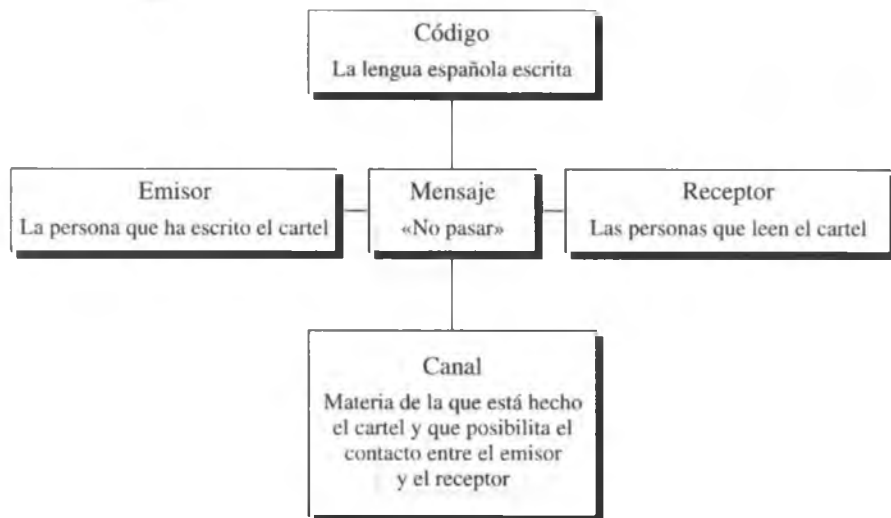 Código
La lengua española escrita
Emisor
La persona que ha escrito el cartel
Mensaje
«No pasar»
Receptor
Las personas que leen el cartel
Canal
Materia de la que está hecho
el cartel y que posibilita el
contacto entre el emisor
y el receptor